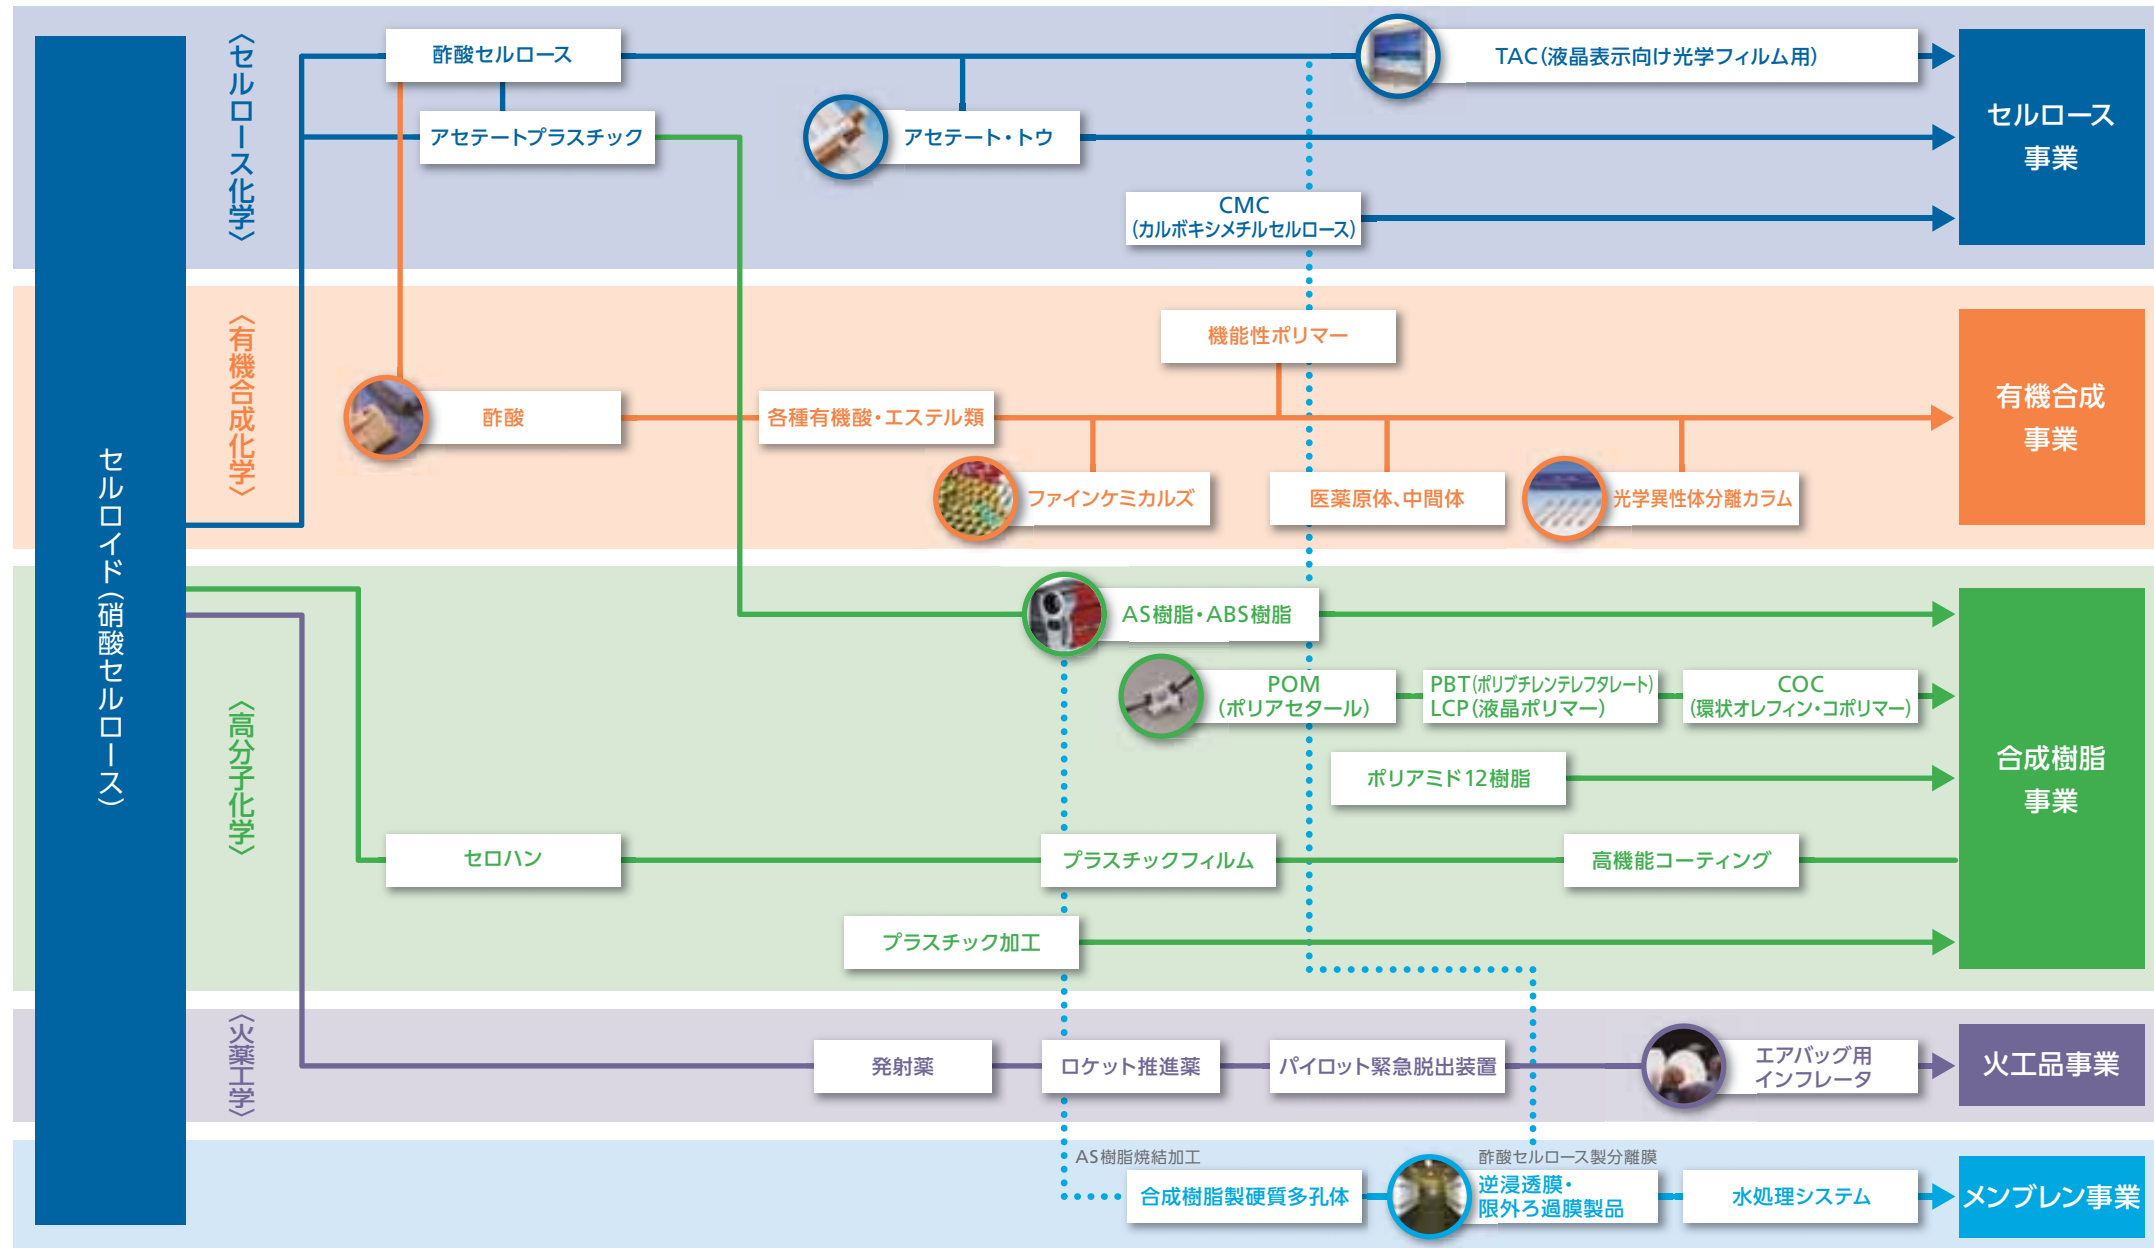 セルロイド（硝酸セルロース）
〈セルロース化学〉
酢酸セルロース
TAC（液晶表示向け光学フィルム用）
アセテートプラスチック
アセテート・トウ
CMC
（カルボキシメチルセルロース）
セルロース
事業
〈有機合成化学〉
機能性ポリマー
酢酸
各種有機酸・エステル類
ファインケミカルズ
医薬原体、中間体
光学異性体分離カラム
有機合成
事業
〈高分子化学〉
AS樹脂・ABS樹脂
POM
（ポリアセタール）
PBT（ポリブチレンテレフタレート）
LCP（液晶ポリマー）
COC
（環状オレフィン・コポリマー）
ポリアミド12樹脂
セロハン
プラスチックフィルム
高機能コーティング
プラスチック加工
合成樹脂
事業
〈火薬工学〉
発射薬
ロケット推進薬
パイロット緊急脱出装置
エアバッグ用
インフレータ
火工品事業
AS樹脂焼結加工
合成樹脂製硬質多孔体
酢酸セルロース製分離膜
逆浸透膜・
限外ろ過膜製品
水処理システム
メンブレン事業